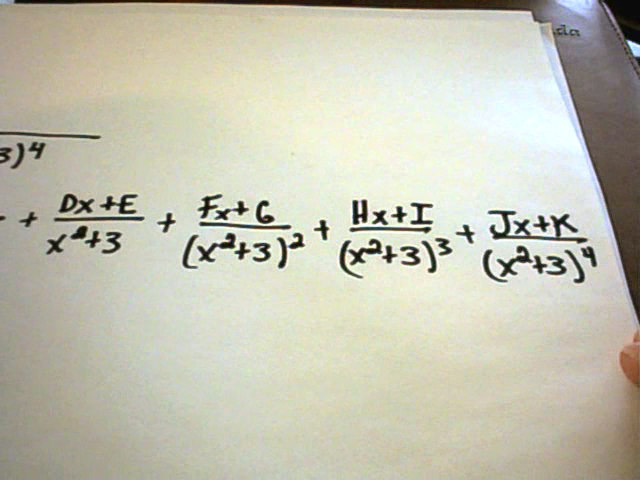 3)⁴
+ Dx+E/x²+3 + Fx+G/(x²+3)² + Hx+I/(x²+3)³ + Jx+K/(x²+3)⁴